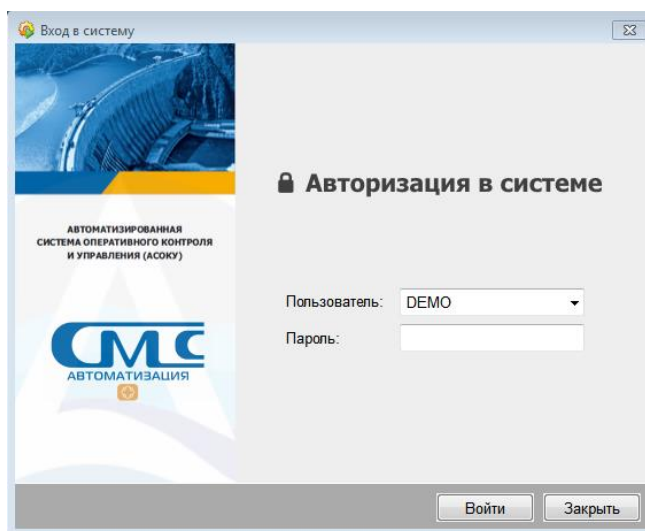 Вход в систему
АВТОМАТИЗИРОВАННАЯ
СИСТЕМА ОПЕРАТИВНОГО КОНТРОЛЯ
И УПРАВЛЕНИЯ (АСОКУ)
СМС
АВТОМАТИЗАЦИЯ
Авторизация в системе
Пользователь: DEMO
Пароль:
Войти Закрыть